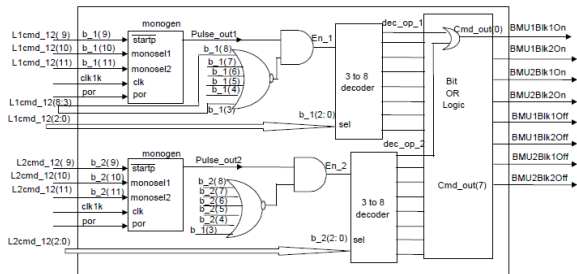 L1cmd_12( 9)
b_1(9)
monogen
startp
Pulse_out1
En_1
dec_op_1
Cmd_out(0)
BMU1Blk1On
L1cmd_12(10)
b_1(10)
monosel1
b_1(8)
BMU1Blk2On
L1cmd_12(11)
b_1(11)
monosel2
b_1(7)
b_1(6)
BMU2Blk1On
clk1k
clk
b_1(5)
b_1(4)
3 to 8
decoder
Bit
OR
Logic
BMU2Blk2On
por
por
L1cmd_12(8:3)
b_1(3)
BMU1Blk1Off
L1cmd_12(2:0)
b_1(2:0)
sel
BMU1Blk2Off
monogen
dec_op_2
L2cmd_12( 9)
b_2(9)
startp
Pulse_out2
En_2
BMU2Blk1Off
L2cmd_12(10)
b_2(10)
monosel1
b_2(8)
BMU2Blk2Off
L2cmd_12(11)
b_2(11)
monosel2
b_2(7)
b_2(6)
Cmd_out(7)
clk1k
clk
b_2(5)
b_2(4)
3 to 8
decoder
por
por
b_1(3)
L2cmd_12(2:0)
b_2(2: 0)
sel